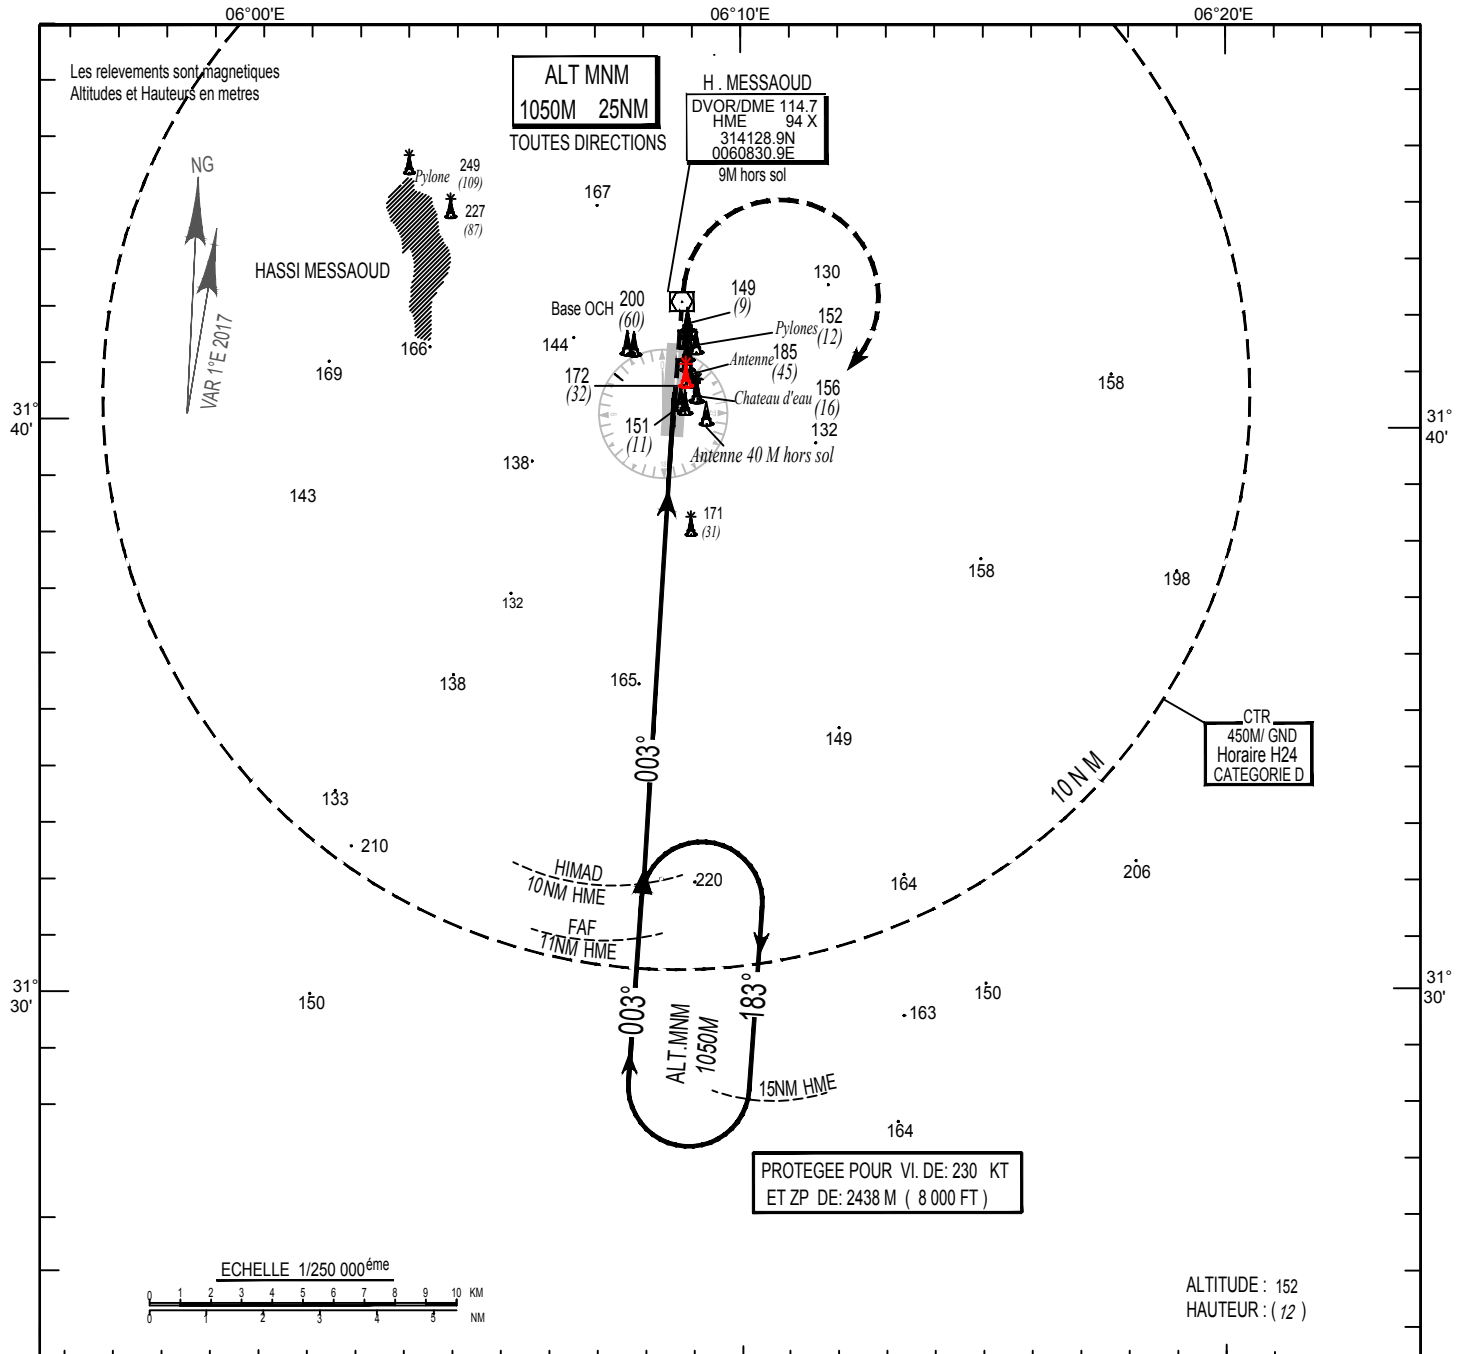 06°00'E
06°10'E
06°20'E
Les relevements sont magnetiques
Altitudes et Hauteurs en metres
ALT MNM
1050M 25NM
TOUTES DIRECTIONS
H . MESSAOUD
DVOR/DME 114.7
HME 94 X
314128.9N
0060830.9E
9M hors sol
NG
VAR 1°E 2017
Pylone
249
(109)
227
(87)
HASSI MESSAOUD
167
130
149
(9)
Base OCH
200
(60)
Pylones
152
(12)
144
166
169
Antenne
185
(45)
172
(32)
Chateau d'eau
156
(16)
158
151
(11)
132
Antenne 40 M hors sol
31°
40'
31°
40'
138
143
171
(31)
158
198
132
138
165
149
003°
CTR
450M/ GND
Horaire H24
CATEGORIE D
10 N M
133
210
HIMAD
10NM HME
220
164
206
FAF
11NM HME
31°
30'
31°
30'
150
003°
ALT.MNM
1050M
183°
150
163
15NM HME
164
PROTEGEE POUR VI. DE: 230 KT
ET ZP DE: 2438 M ( 8 000 FT )
ECHELLE 1/250 000éme
0 1 2 3 4 5 6 7 8 9 10 KM
0 1 2 3 4 5 NM
ALTITUDE : 152
HAUTEUR : ( 12 )